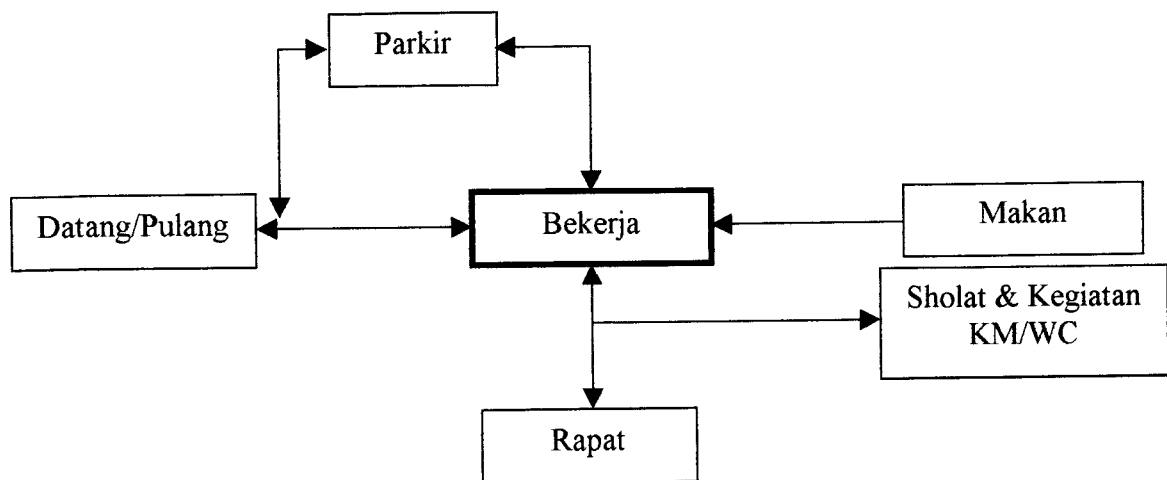 Parkir
Datang/Pulang
Bekerja
Makan
Sholat & Kegiatan
KM/WC
Rapat